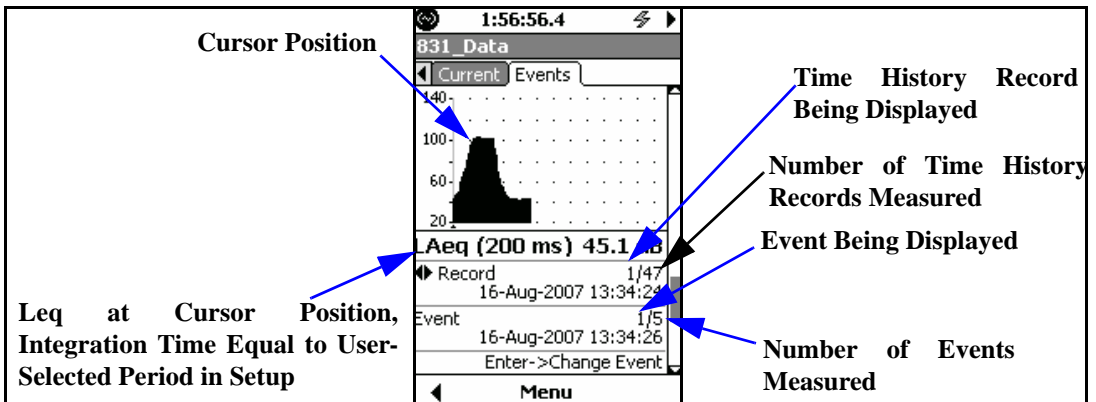 Cursor Position
Leq at Cursor Position,
Integration Time Equal to User-
Selected Period in Setup
1:56:56.4
831_Data
Current Events
140
100
60
20
LAeq (200 ms) 45.1 dB
Record 1/47
16-Aug-2007 13:34:24
Event 1/5
16-Aug-2007 13:34:26
Enter->Change Event
Menu
Time History Record
Being Displayed
Number of Time History
Records Measured
Event Being Displayed
Number of Events
Measured